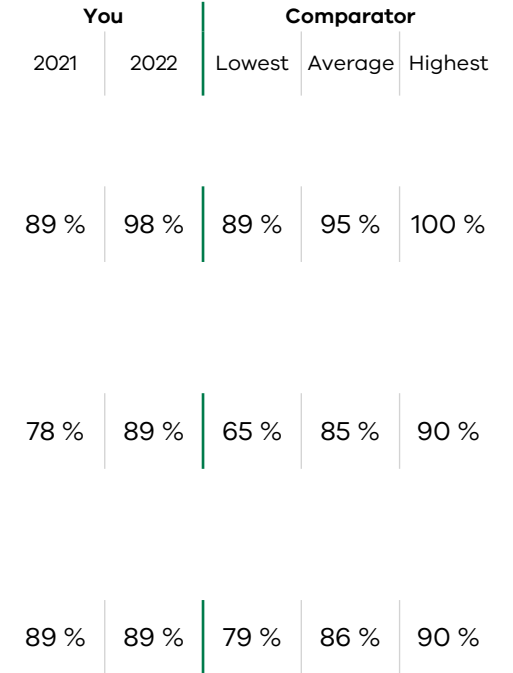 You Comparator
2021 2022 Lowest Average Highest
89 % 98 % 89 % 95 % 100 %
78 % 89 % 65 % 85 % 90 %
89 % 89 % 79 % 86 % 90 %